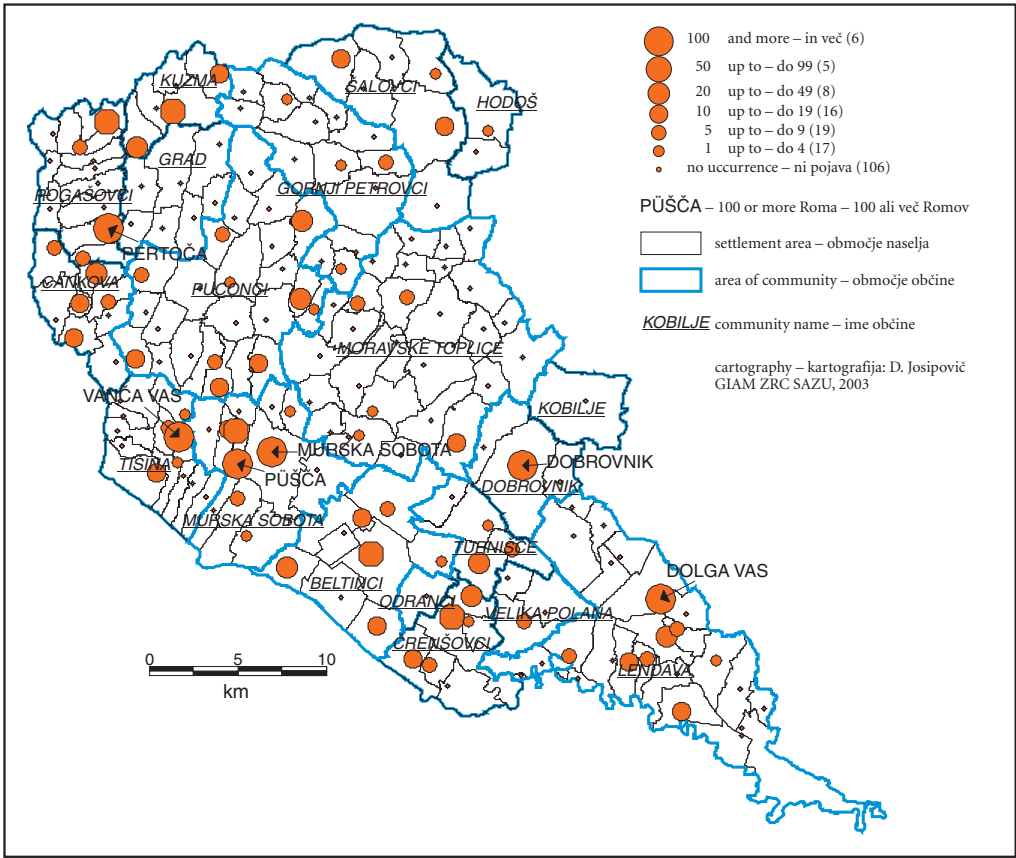 100 and more – in več (6)
50 up to – do 99 (5)
20 up to – do 49 (8)
10 up to – do 19 (16)
5 up to – do 9 (19)
1 up to – do 4 (17)
no uccurrence – ni pojava (106)
PÜŠČA – 100 or more Roma – 100 ali več Romov
settlement area – območje naselja
area of community – območje občine
KOBILJE community name – ime občine
cartography – kartografija: D. Josipovič
GIAM ZRC SAZU, 2003
KUZMA
ŠALOVCI
HODOŠ
GRAD
GORNJI PETROVCI
ROGAŠOVCI
PERTOČA
CANKOVA
PUCONCI
MORAVSKE TOPLICE
VANČA VAS
KOBILJE
MURSKA SOBOTA
TIŠINA
PÜŠČA
DOBROVNIK
DOBROVNIK
MURSKA SOBOTA
TURNIŠČE
BELTINCI
DOLGA VAS
ODRANCI
VELIKA POLANA
ČRENŠOVCI
LENDAVA
0 5 10
km